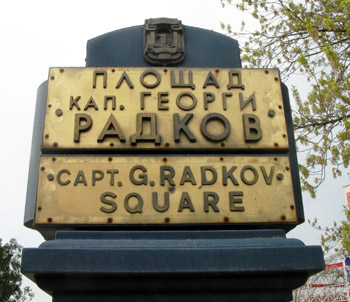 ПЛОЩАД
КАП. ГЕОРГИ
РАДКОВ
CAPT. G.RADKOV
SQUARE